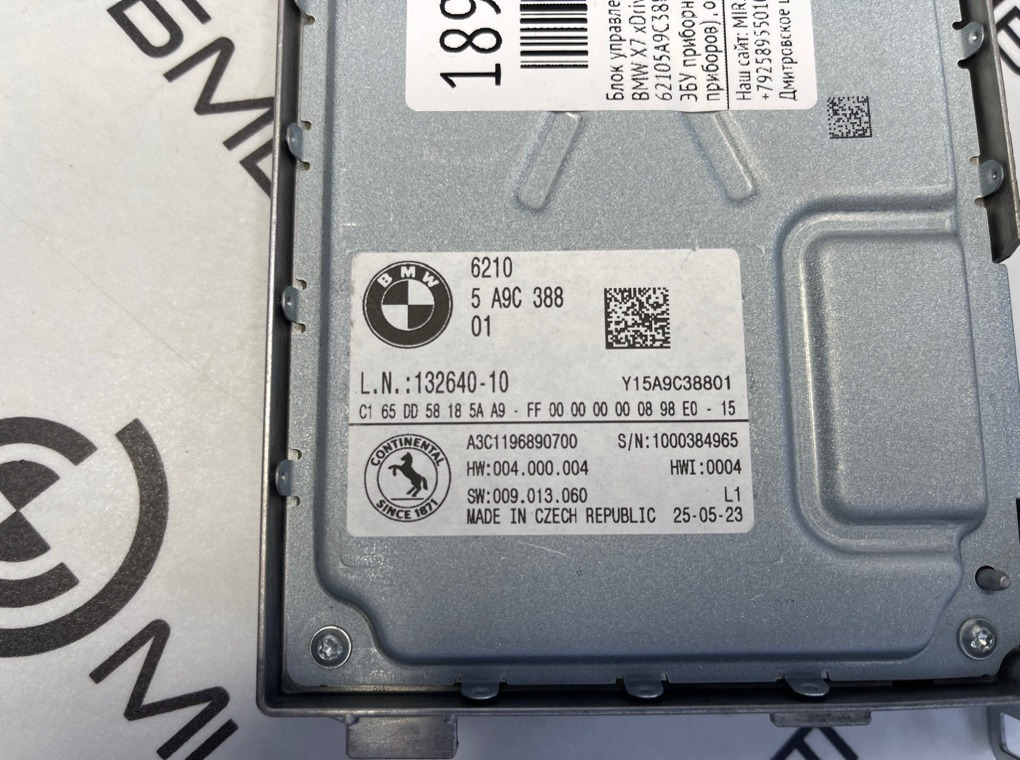 189
Блок управле
BMW X7 xDriv
62105A9C38
ЭБУ приборн
приборов), о
Наш сайт: MIR.
+7925895501
Дмитровское ш
BMW
6210
5 A9C 388
01
L.N.:132640-10 Y15A9C38801
C1 65 DD 58 18 5A A9 - FF 00 00 00 00 08 98 E0 - 15
CONTINENTAL
SINCE 1871
A3C1196890700 S/N:1000384965
HW:004.000.004 HWI:0004
SW:009.013.060 L1
MADE IN CZECH REPUBLIC 25-05-23